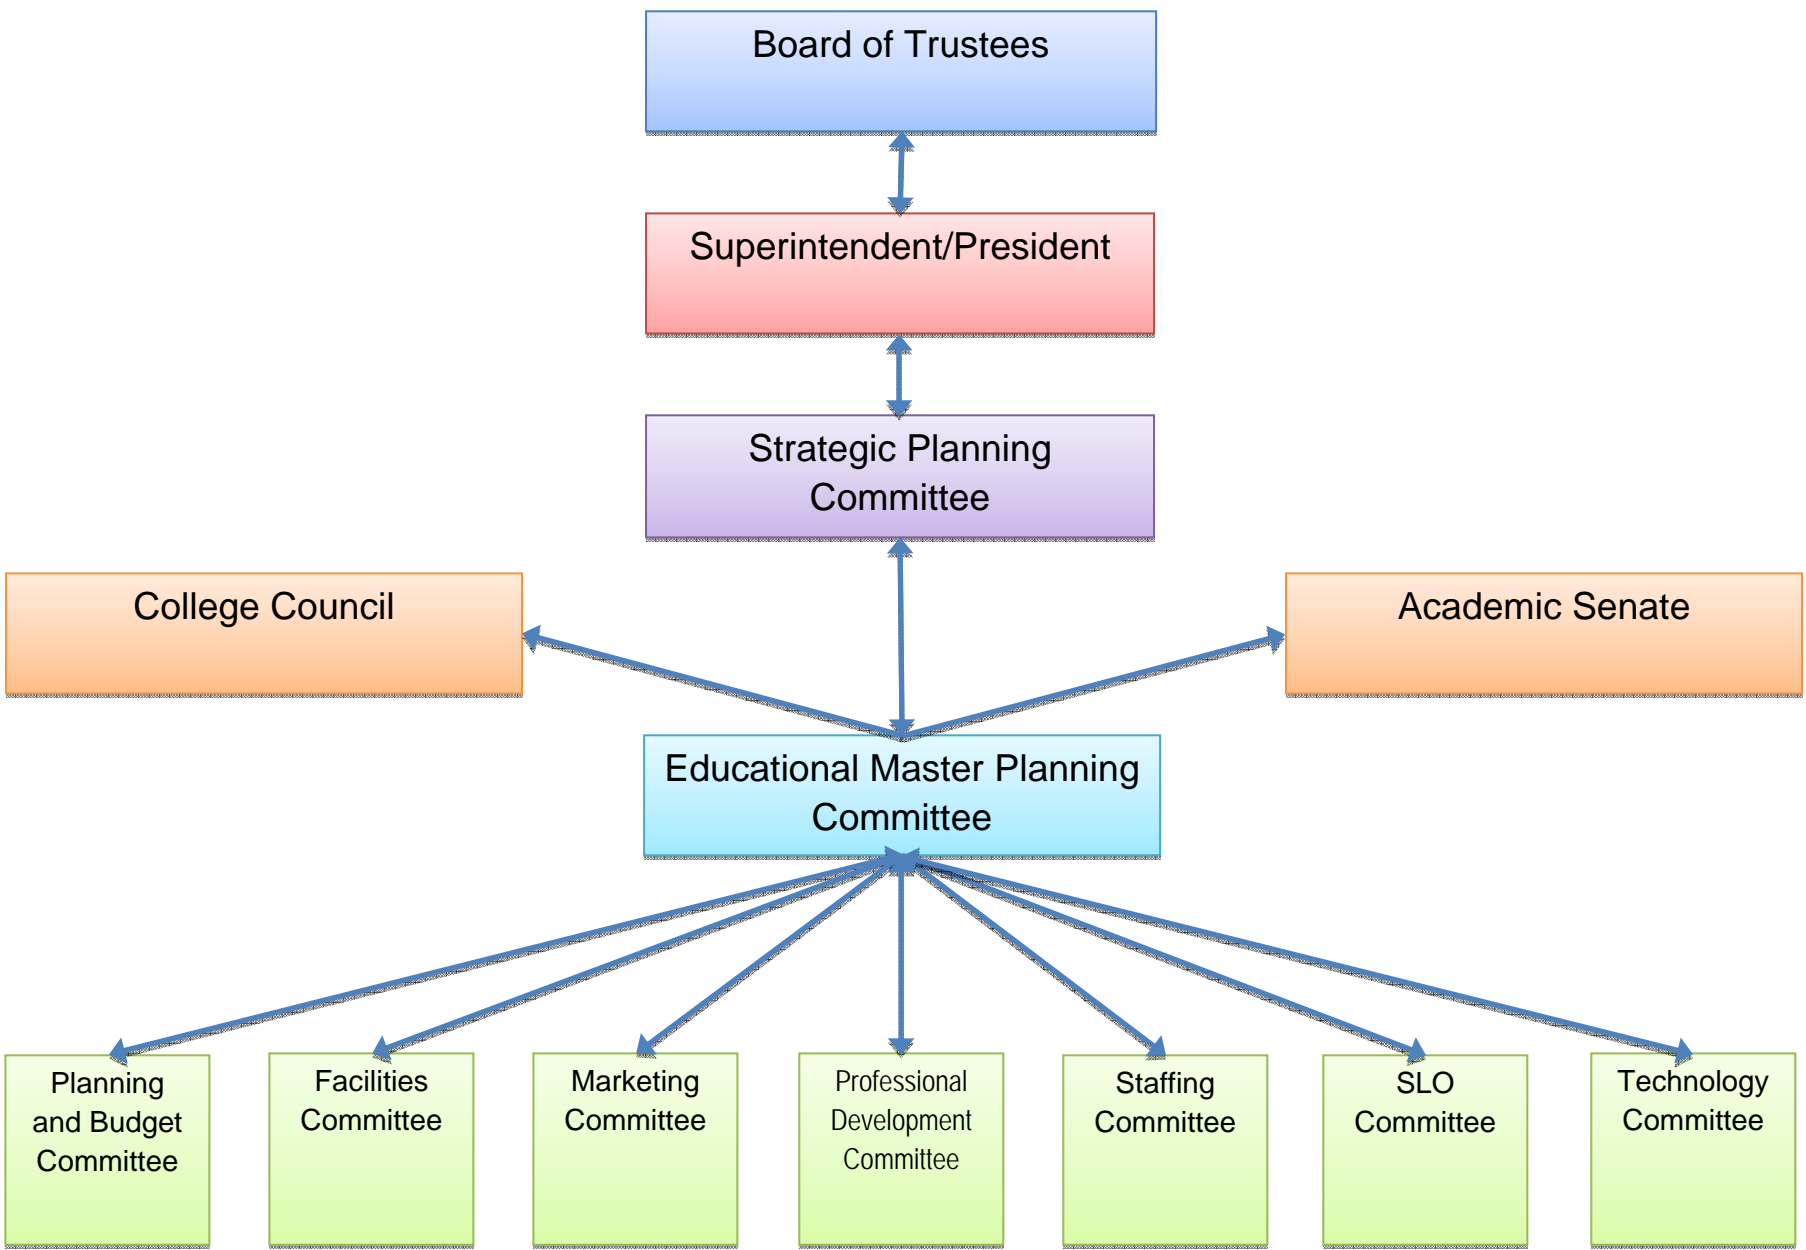 Board of Trustees
Superintendent/President
Strategic Planning
Committee
College Council
Academic Senate
Educational Master Planning
Committee
Planning
and Budget
Committee
Facilities
Committee
Marketing
Committee
Professional
Development
Committee
Staffing
Committee
SLO
Committee
Technology
Committee